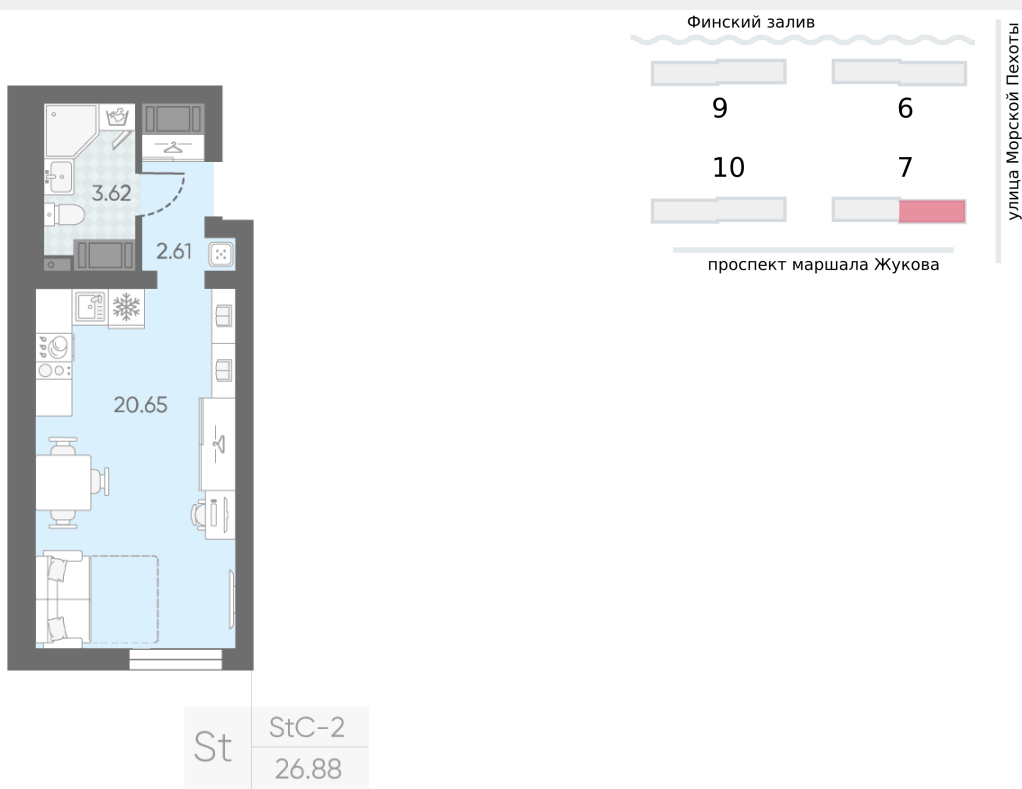 Финский залив
улица Морской Пехоты
9
6
10
7
проспект маршала Жукова
3.62
2.61
20.65
St
StC-2
26.88